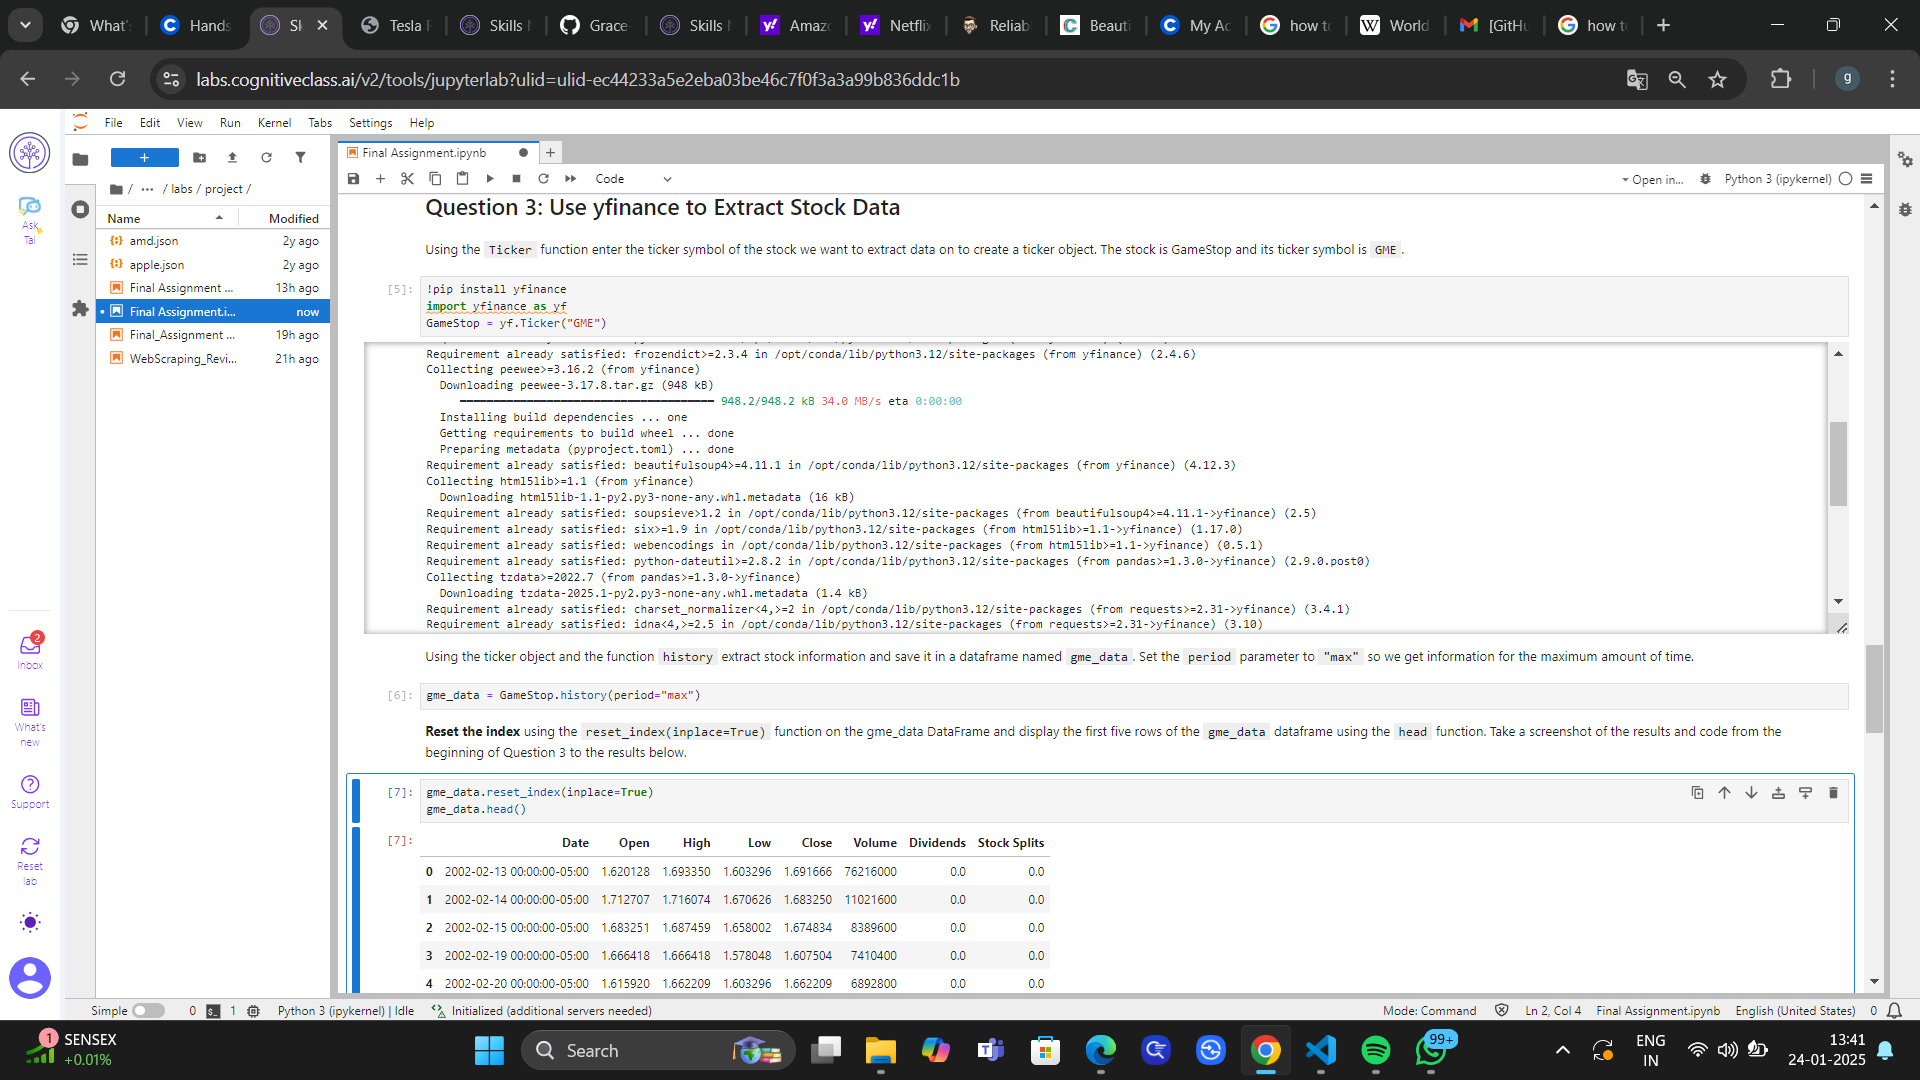 What's
Hands
Sk
Tesla F
Skills N
Grace-
Skills N
Amaz
Netflix
Reliab
Beauti
My Ac
how to
World
[GitHu
how to
labs.cognitiveclass.ai/v2/tools/jupyterlab?ulid=ulid-ec44233a5e2eba03be46c7f0f3a3a99b836ddc1b
g
File Edit View Run Kernel Tabs Settings Help
Ask
Tai
/ ··· / labs / project /
Name Modified
amd.json 2y ago
apple.json 2y ago
Final Assignment ... 13h ago
Final Assignment.i... now
Final_Assignment ... 19h ago
WebScraping_Revi... 21h ago
2
Inbox
What's
new
Support
Reset
lab
Final Assignment.ipynb
Code
Open in...
Python 3 (ipykernel)
Question 3: Use yfinance to Extract Stock Data
Using the Ticker function enter the ticker symbol of the stock we want to extract data on to create a ticker object. The stock is GameStop and its ticker symbol is GME .
[5]: !pip install yfinance
import yfinance as yf
GameStop = yf.Ticker("GME")
Requirement already satisfied: frozendict>=2.3.4 in /opt/conda/lib/python3.12/site-packages (from yfinance) (2.4.6)
Collecting peewee>=3.16.2 (from yfinance)
Downloading peewee-3.17.8.tar.gz (948 kB)
948.2/948.2 kB 34.0 MB/s eta 0:00:00
Installing build dependencies ... one
Getting requirements to build wheel ... done
Preparing metadata (pyproject.toml) ... done
Requirement already satisfied: beautifulsoup4>=4.11.1 in /opt/conda/lib/python3.12/site-packages (from yfinance) (4.12.3)
Collecting html5lib>=1.1 (from yfinance)
Downloading html5lib-1.1-py2.py3-none-any.whl.metadata (16 kB)
Requirement already satisfied: soupsieve>1.2 in /opt/conda/lib/python3.12/site-packages (from beautifulsoup4>=4.11.1->yfinance) (2.5)
Requirement already satisfied: six>=1.9 in /opt/conda/lib/python3.12/site-packages (from html5lib>=1.1->yfinance) (1.17.0)
Requirement already satisfied: webencodings in /opt/conda/lib/python3.12/site-packages (from html5lib>=1.1->yfinance) (0.5.1)
Requirement already satisfied: python-dateutil>=2.8.2 in /opt/conda/lib/python3.12/site-packages (from pandas>=1.3.0->yfinance) (2.9.0.post0)
Collecting tzdata>=2022.7 (from pandas>=1.3.0->yfinance)
Downloading tzdata-2025.1-py2.py3-none-any.whl.metadata (1.4 kB)
Requirement already satisfied: charset_normalizer<4,>=2 in /opt/conda/lib/python3.12/site-packages (from requests>=2.31->yfinance) (3.4.1)
Requirement already satisfied: idna<4,>=2.5 in /opt/conda/lib/python3.12/site-packages (from requests>=2.31->yfinance) (3.10)
Using the ticker object and the function history extract stock information and save it in a dataframe named gme_data . Set the period parameter to "max" so we get information for the maximum amount of time.
[6]: gme_data = GameStop.history(period="max")
Reset the index using the reset_index(inplace=True) function on the gme_data DataFrame and display the first five rows of the gme_data dataframe using the head function. Take a screenshot of the results and code from the
beginning of Question 3 to the results below.
[7]: gme_data.reset_index(inplace=True)
gme_data.head()
[7]: Date Open High Low Close Volume Dividends Stock Splits
0 2002-02-13 00:00:00-05:00 1.620128 1.693350 1.603296 1.691666 76216000 0.0 0.0
1 2002-02-14 00:00:00-05:00 1.712707 1.716074 1.670626 1.683250 11021600 0.0 0.0
2 2002-02-15 00:00:00-05:00 1.683251 1.687459 1.658002 1.674834 8389600 0.0 0.0
3 2002-02-19 00:00:00-05:00 1.666418 1.666418 1.578048 1.607504 7410400 0.0 0.0
4 2002-02-20 00:00:00-05:00 1.615920 1.662209 1.603296 1.662209 6892800 0.0 0.0
Simple 0 1 Python 3 (ipykernel) | Idle Initialized (additional servers needed) Mode: Command Ln 2, Col 4 Final Assignment.ipynb English (United States) 0
1
SENSEX
+0.01%
Search
99+
ENG
IN
13:41
24-01-2025